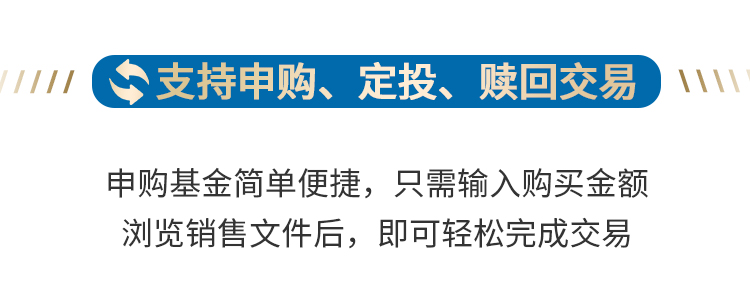 支持申购、定投、赎回交易
申购基金简单便捷，只需输入购买金额
浏览销售文件后，即可轻松完成交易